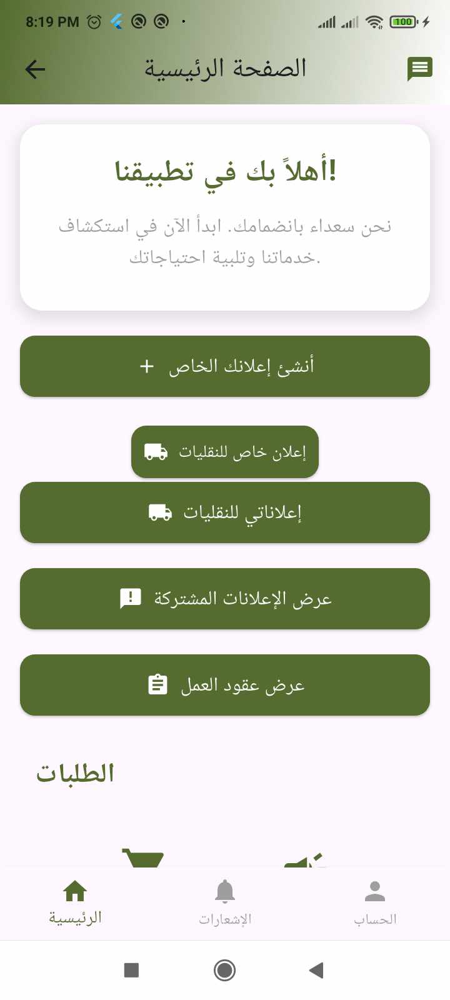 8:19 PM
100
الصفحة الرئيسية
أهلاً بك في تطبيقنا!
نحن سعداء بانضمامك. ابدأ الآن في استكشاف
خدماتنا وتلبية احتياجاتك.
أنشئ إعلانك الخاص
إعلان خاص للنقليات
إعلاناتي للنقليات
عرض الإعلانات المشتركة
عرض عقود العمل
الطلبات
الرئيسية
الإشعارات
الحساب